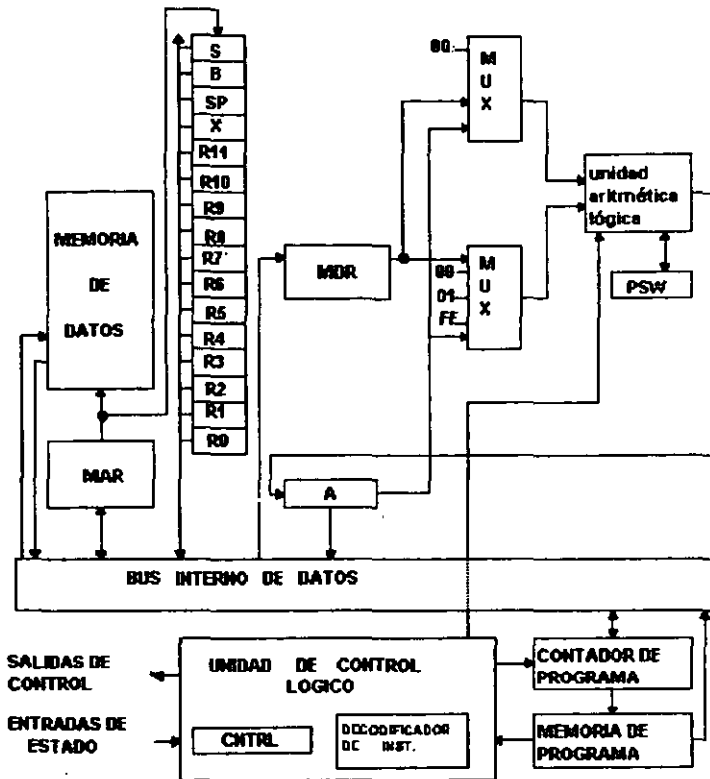 S
B
SP
X
R11
R10
R9
R8
R7
R6
R5
R4
R3
R2
R1
R0
MEMORIA
DE
DATOS
MAR
MDR
A
00
M
U
X
00
01
FF
M
U
X
unidad
aritmética
lógica
PSW
BUS INTERNO DE DATOS
SALIDAS DE
CONTROL
ENTRADAS DE
ESTADO
UNIDAD DE CONTROL
LOGICO
CNTRL
DECODIFICADOR
DE INST.
CONTADOR DE
PROGRAMA
MEMORIA DE
PROGRAMA